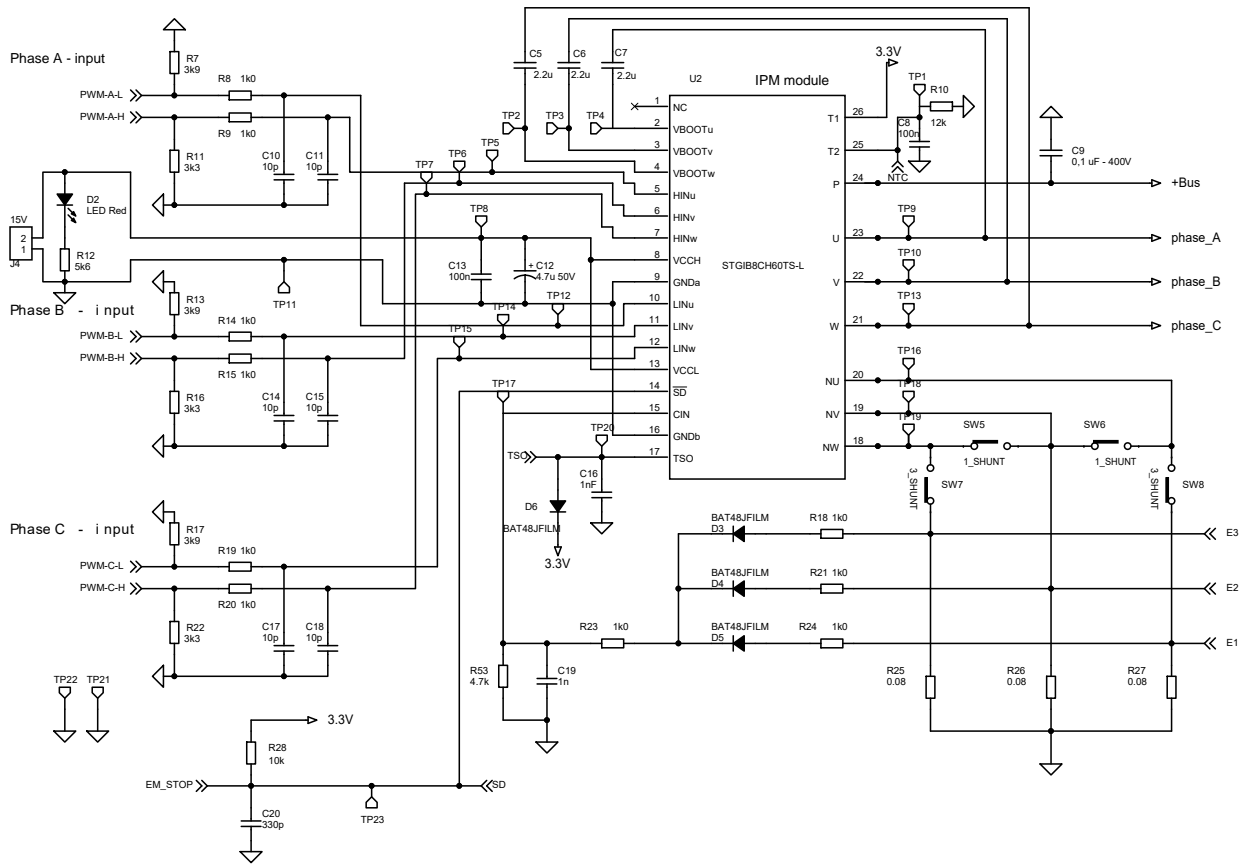 Phase A - input
R7
3k9
R8 1k0
PWM-A-L
PWM-A-H
R9 1k0
R11
3k3
C10
10p
C11
10p
C5
2.2u
C6
2.2u
C7
2.2u
U2
IPM module
3.3V
TP1
R10
12k
C8
100n
NTC
C9
0,1 uF - 400V
+Bus
TP2
TP3
TP4
TP5
TP6
TP7
1
NC
2
VBOOTu
3
VBOOTv
4
VBOOTw
5
HINu
6
HINv
7
HINw
8
VCCH
9
GNDa
10
LINu
11
LINv
12
LINw
13
VCCL
14
SD
15
CIN
16
GNDb
17
TSO
STGIB8CH60TS-L
T1
26
T2
25
P
24
U
23
V
22
W
21
NU
20
NV
19
NW
18
TP9
phase_A
TP10
phase_B
TP13
phase_C
TP16
TP18
TP19
D2
LED Red
15V
2
1
J4
R12
5k6
TP8
C13
100n
+
C12
4.7u 50V
TP11
TP12
TP14
TP15
Phase B - input
R13
3k9
R14 1k0
PWM-B-L
PWM-B-H
R15 1k0
R16
3k3
C14
10p
C15
10p
TP17
TP20
TSO
C16
1nF
D6
BAT48JFILM
3.3V
SW5
1_SHUNT
SW6
1_SHUNT
3_SHUNT
SW7
3_SHUNT
SW8
Phase C - input
R17
3k9
R19 1k0
PWM-C-L
PWM-C-H
R20 1k0
R22
3k3
C17
10p
C18
10p
BAT48JFILM
D3
R18 1k0
E3
BAT48JFILM
D4
R21 1k0
E2
R23 1k0
BAT48JFILM
D5
R24 1k0
E1
R53
4.7k
C19
1n
R25
0.08
R26
0.08
R27
0.08
TP22
TP21
3.3V
R28
10k
EM_STOP
SD
C20
330p
TP23